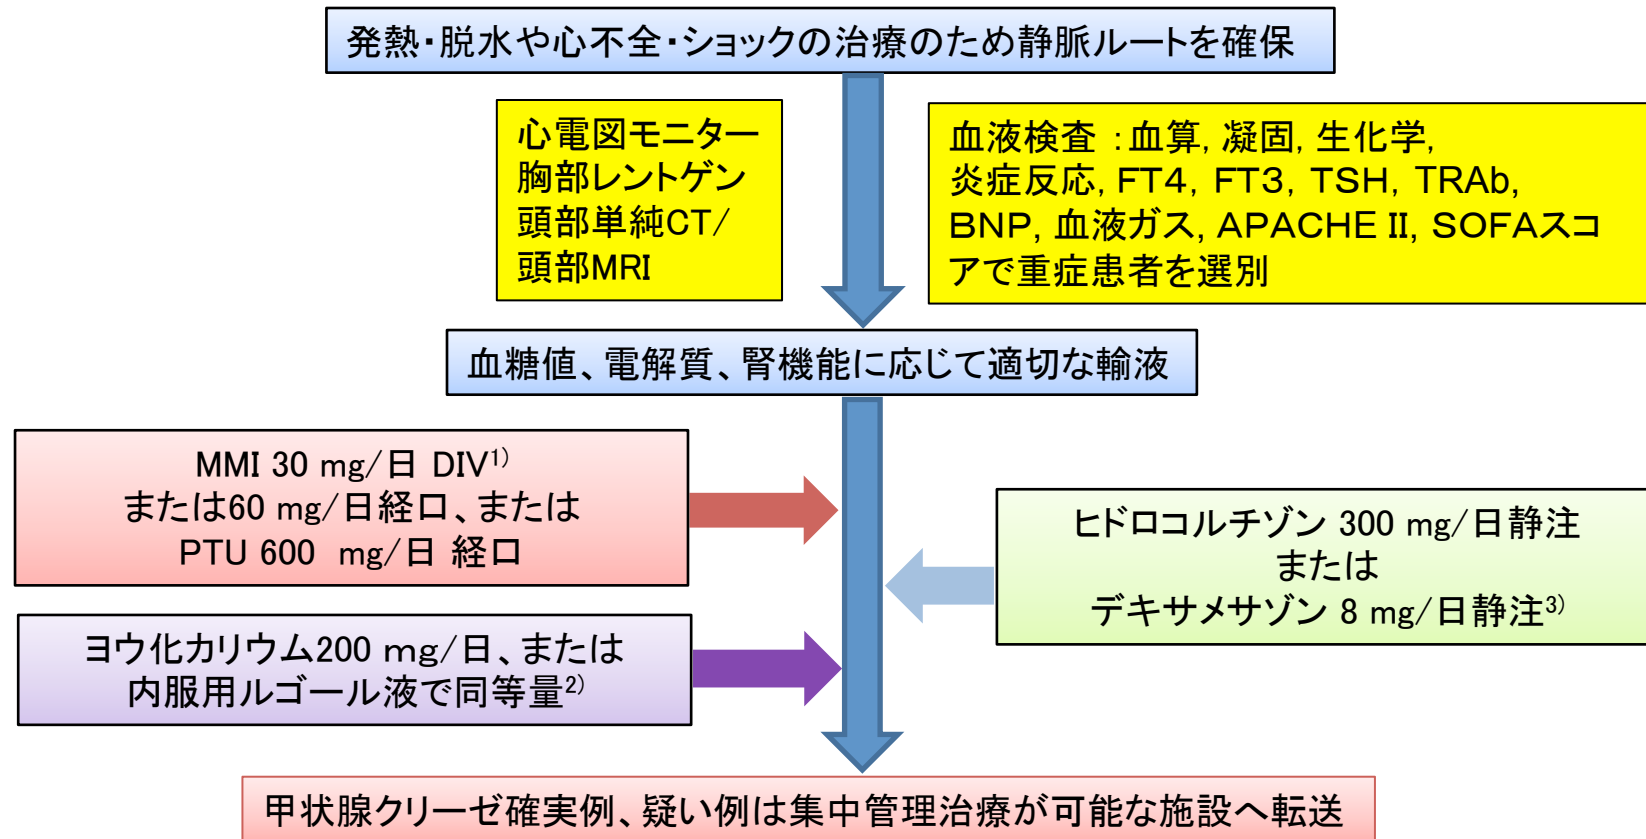 発熱・脱水や心不全・ショックの治療のため静脈ルートを確保
心電図モニター
胸部レントゲン
頭部単純CT/
頭部MRI
血液検査 :血算, 凝固, 生化学,
炎症反応, FT4, FT3, TSH, TRAb,
BNP, 血液ガス, APACHE II, SOFAスコ
アで重症患者を選別
血糖値、電解質、腎機能に応じて適切な輸液
MMI 30 mg/日 DIV1)
または60 mg/日経口、または
PTU 600 mg/日 経口
ヒドロコルチゾン 300 mg/日静注
または
デキサメサゾン 8 mg/日静注3)
ヨウ化カリウム200 mg/日、または
内服用ルゴール液で同等量2)
甲状腺クリーゼ確実例、疑い例は集中管理治療が可能な施設へ転送